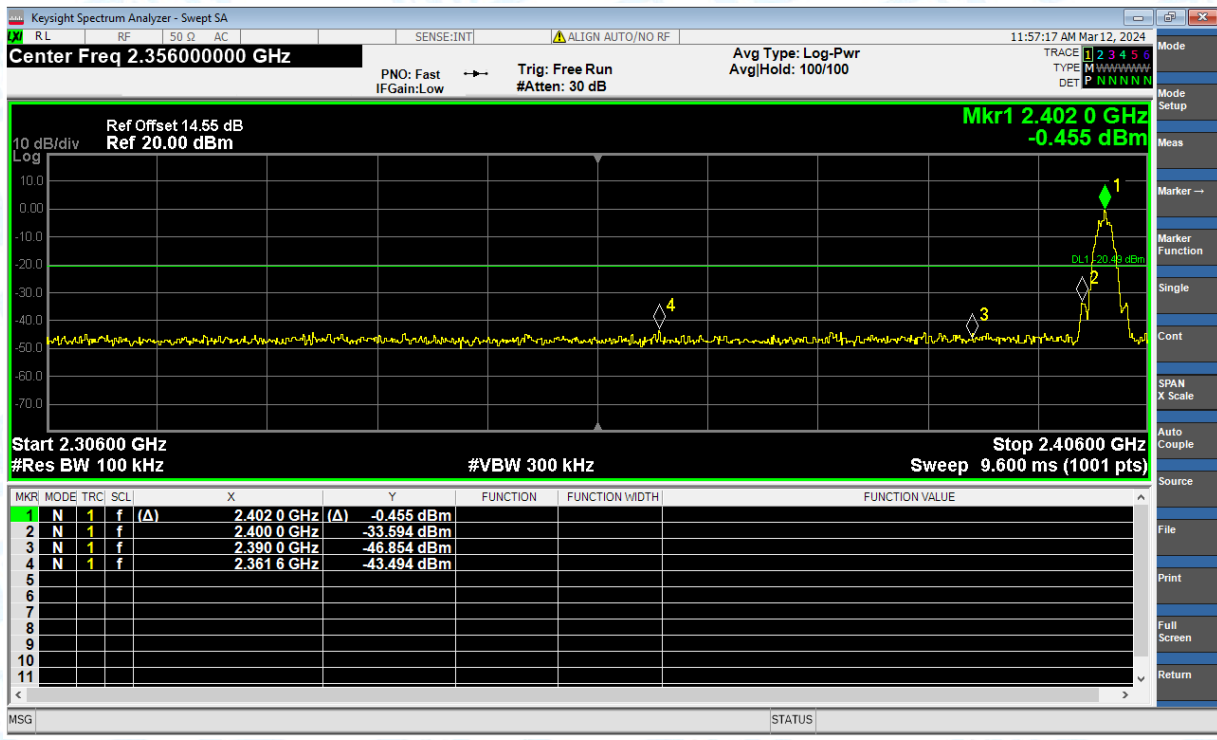 Keysight Spectrum Analyzer - Swept SA
LXI RL RF 50 Ω AC SENSE:INT ALIGN AUTO/NO RF 11:57:17 AM Mar 12, 2024
Center Freq 2.356000000 GHz
PNO: Fast
IFGain:Low
Trig: Free Run
#Atten: 30 dB
Avg Type: Log-Pwr
Avg|Hold: 100/100
TRACE 1 2 3 4 5 6
TYPE M WWWWW
DET P N N N N N
Ref Offset 14.55 dB
10 dB/div Ref 20.00 dBm
Log
Mkr1 2.402 0 GHz
-0.455 dBm
10.0
0.00
-10.0
-20.0
-30.0
-40.0
-50.0
-60.0
-70.0
1
DL1 -20.49 dBm
2
4
3
Start 2.30600 GHz Stop 2.40600 GHz
#Res BW 100 kHz #VBW 300 kHz Sweep 9.600 ms (1001 pts)
MKR MODE TRC SCL X Y FUNCTION FUNCTION WIDTH FUNCTION VALUE
1 N 1 f (Δ) 2.402 0 GHz (Δ) -0.455 dBm
2 N 1 f 2.400 0 GHz -33.594 dBm
3 N 1 f 2.390 0 GHz -46.854 dBm
4 N 1 f 2.361 6 GHz -43.494 dBm
5
6
7
8
9
10
11
MSG STATUS
Mode
Mode
Setup
Meas
Marker →
Marker
Function
Single
Cont
SPAN
X Scale
Auto
Couple
Source
File
Print
Full
Screen
Return